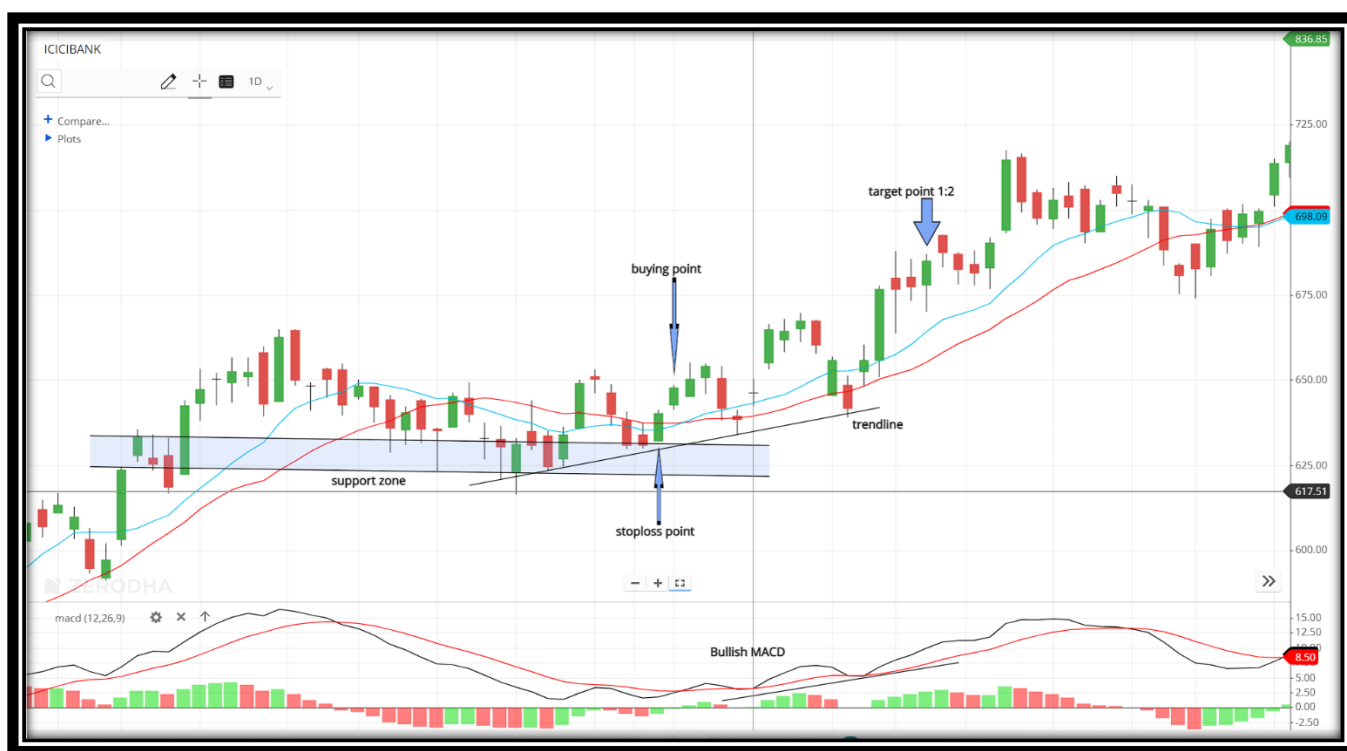 ICICIBANK
1D
+ Compare...
Plots
836.85
725.00
target point 1:2
698.09
buying point
675.00
650.00
trendline
625.00
support zone
617.51
stoploss point
600.00
ZERODHA
macd (12,26,9)
15.00
12.50
Bullish MACD
8.50
5.00
2.50
0.00
-2.50